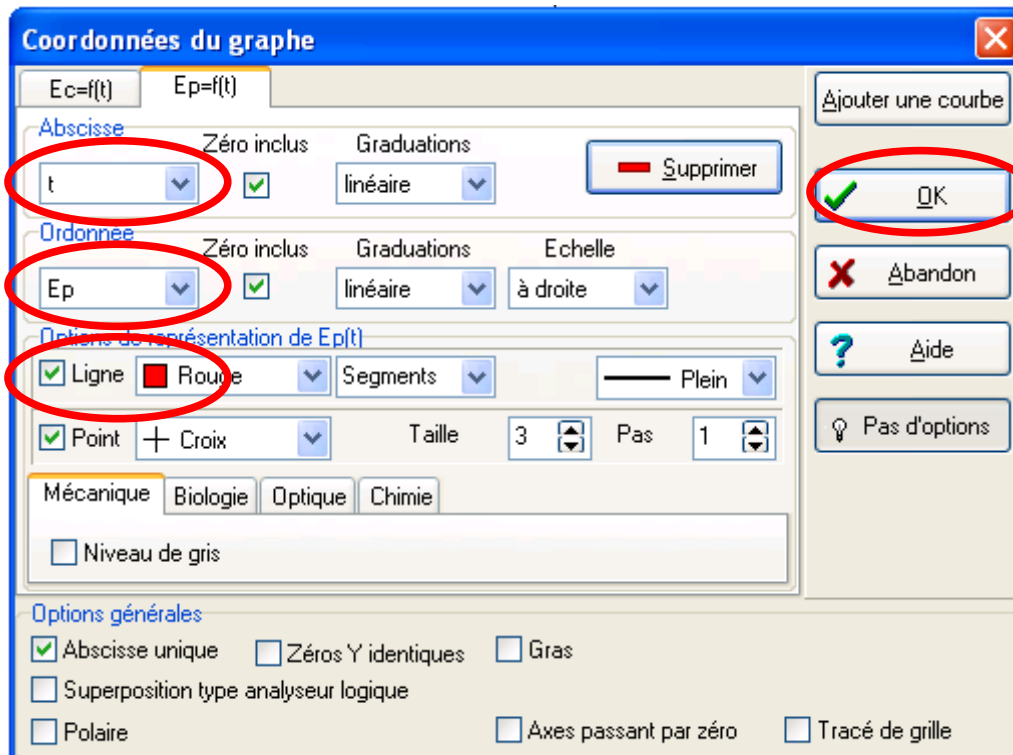 Coordonnées du graphe
Ec=f(t) Ep=f(t)
Ajouter une courbe
Abscisse
Zéro inclus Graduations
t linéaire Supprimer
OK
Ordonnée
Zéro inclus Graduations Echelle
Ep linéaire à droite
Abandon
Options de représentation de Ep(t)
Ligne Rouge Segments Plein
Aide
Point Croix Taille 3 Pas 1
Pas d'options
Mécanique Biologie Optique Chimie
Niveau de gris
Options générales
Abscisse unique Zéros Y identiques Gras
Superposition type analyseur logique
Polaire Axes passant par zéro Tracé de grille